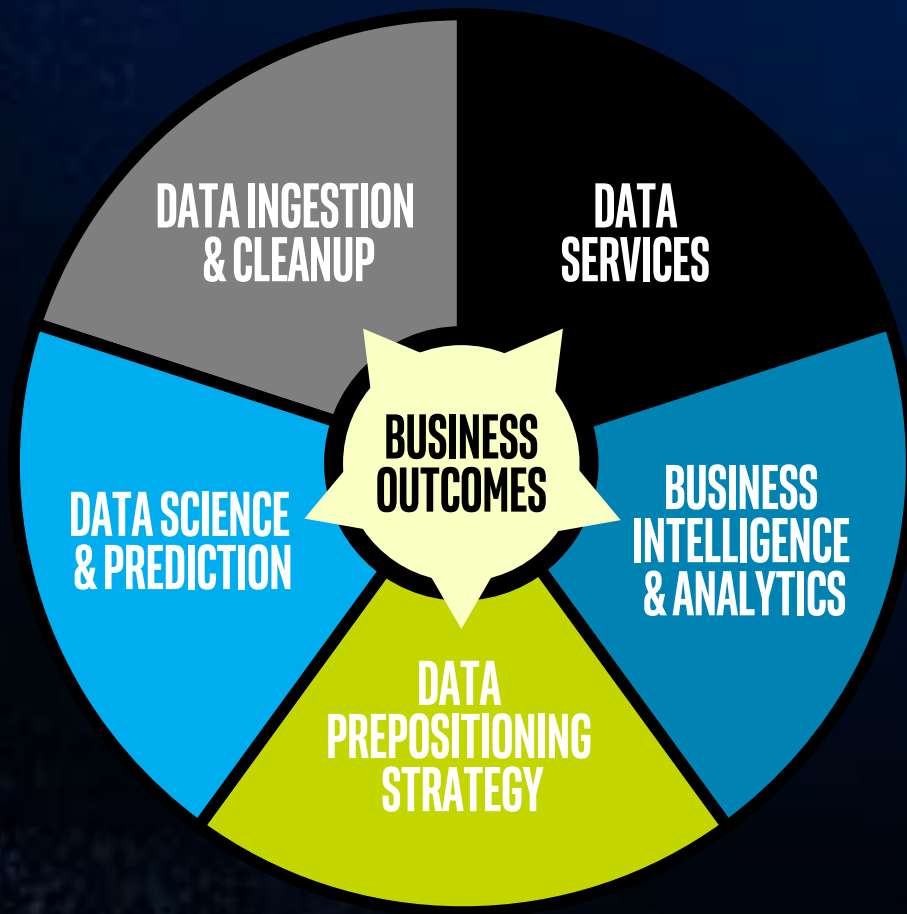 DATA INGESTION
& CLEANUP
DATA
SERVICES
BUSINESS
OUTCOMES
DATA SCIENCE
& PREDICTION
BUSINESS
INTELLIGENCE
& ANALYTICS
DATA
PREPOSITIONING
STRATEGY